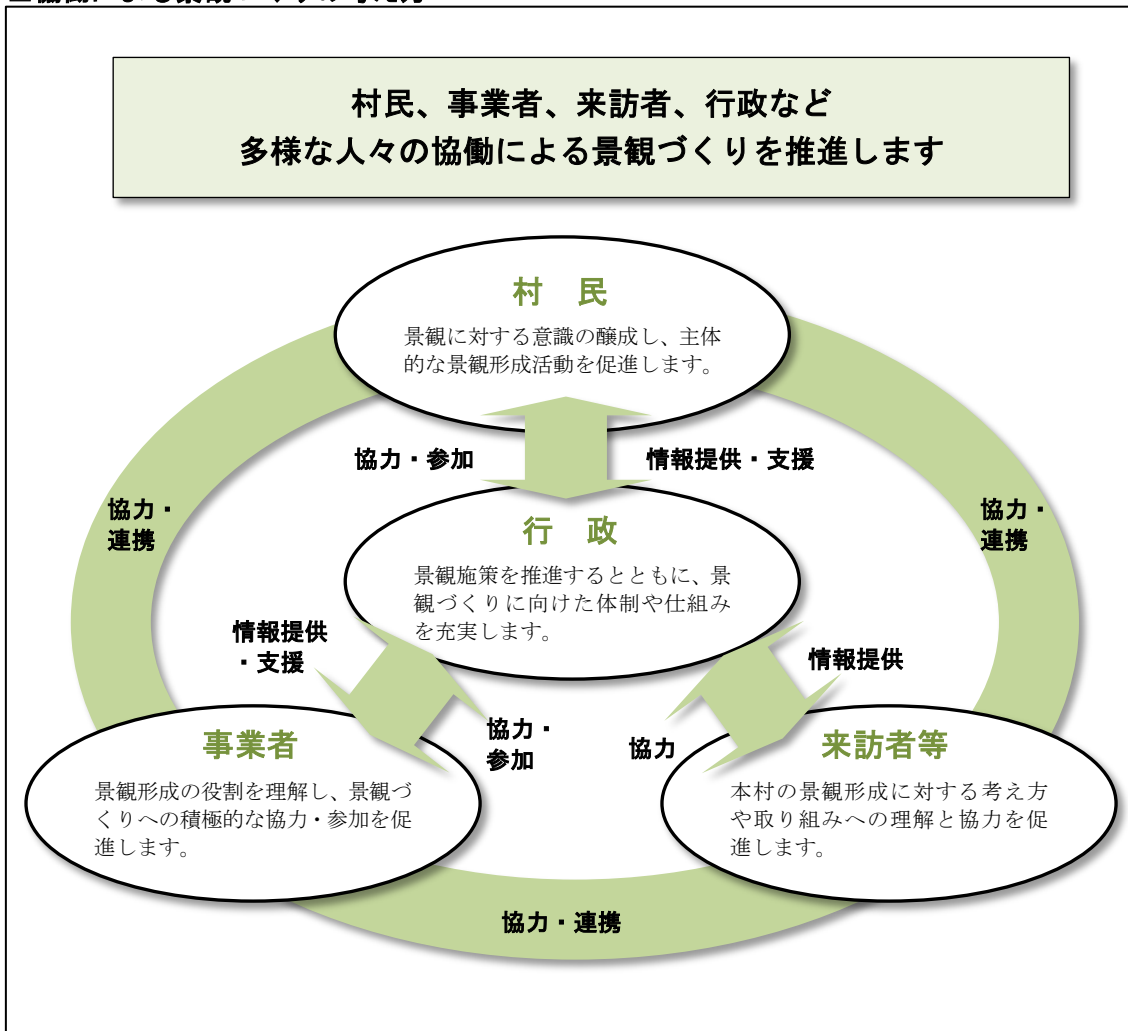 村民、事業者、来訪者、行政など
多様な人々の協働による景観づくりを推進します
村　民
景観に対する意識の醸成し、主体
的な景観形成活動を促進します。
協力・参加
情報提供・支援
協力・
連携
協力・
連携
行　政
景観施策を推進するとともに、景
観づくりに向けた体制や仕組み
を充実します。
情報提供
・支援
情報提供
協力・
参加
協力
事業者
景観形成の役割を理解し、景観づ
くりへの積極的な協力・参加を促
進します。
来訪者等
本村の景観形成に対する考え方
や取り組みへの理解と協力を促
進します。
協力・連携